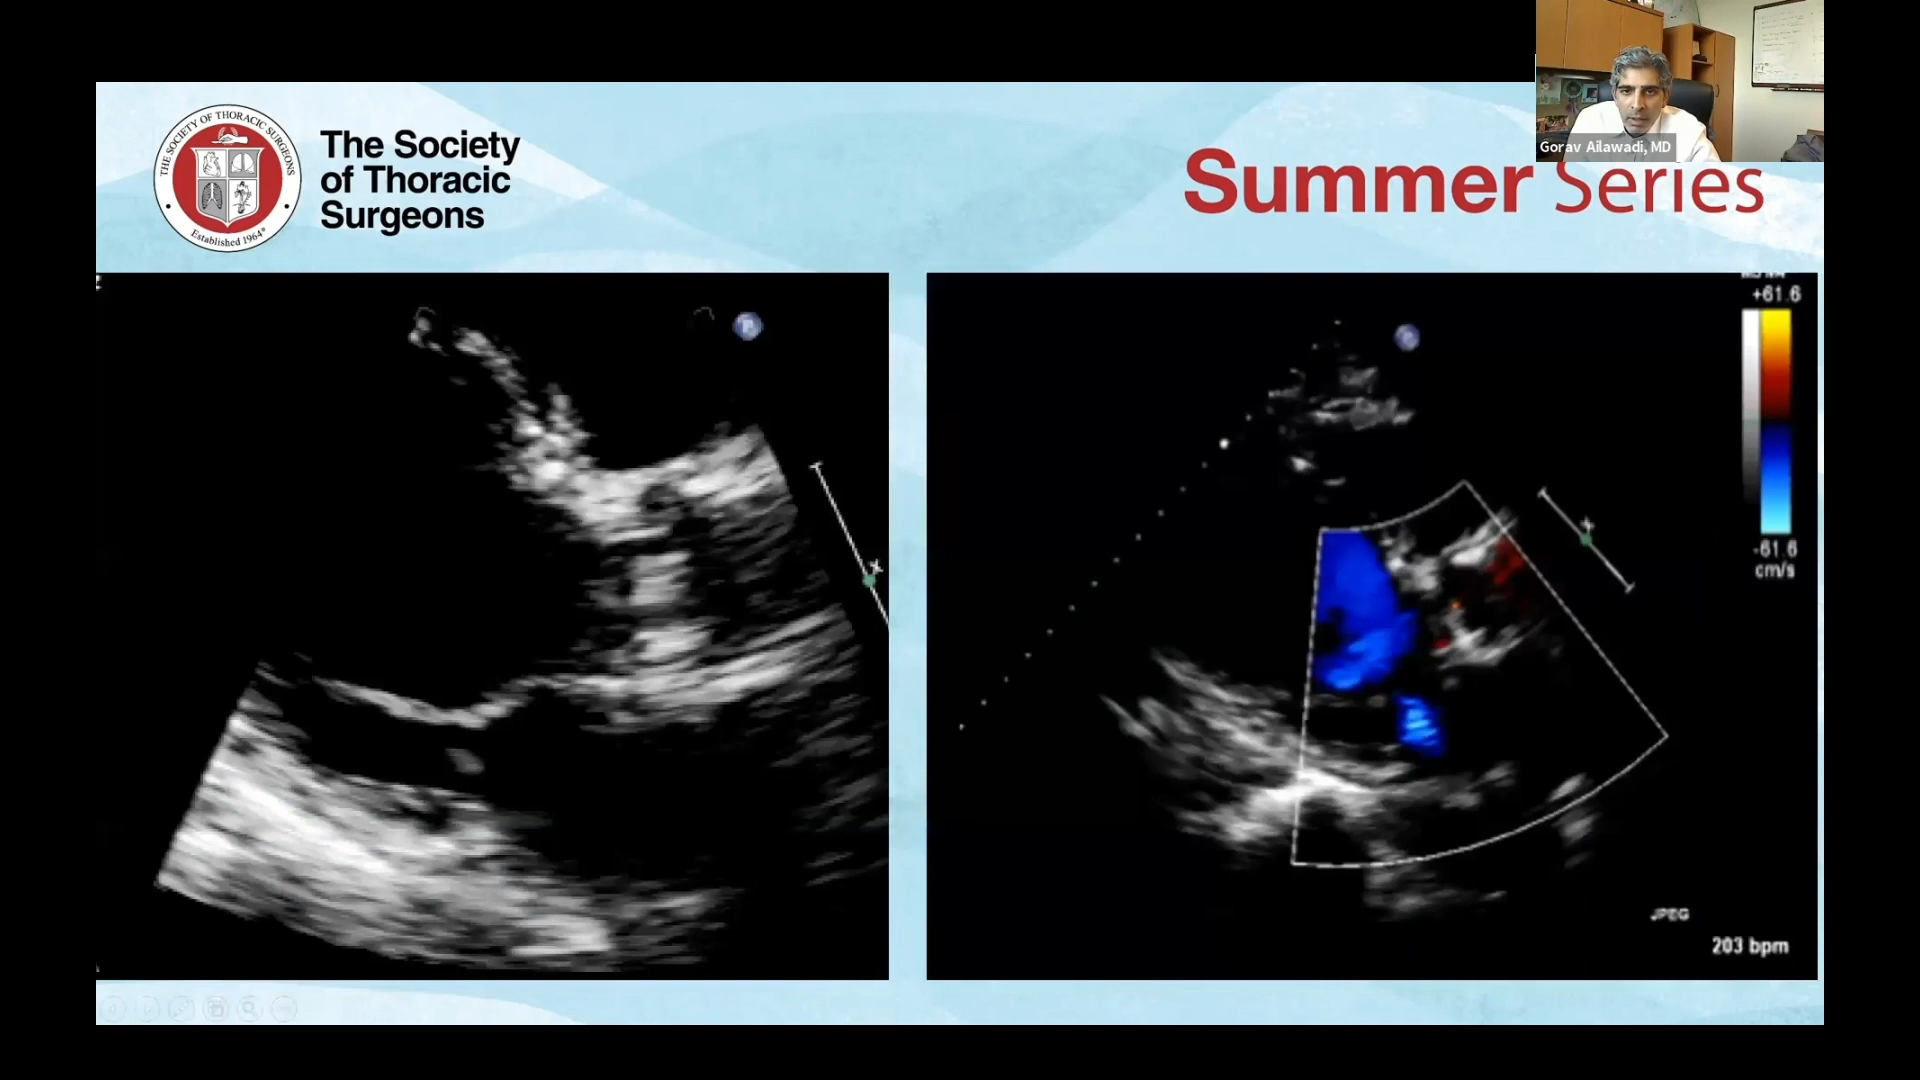 THE SOCIETY OF THORACIC SURGEONS
Established 1964
The Society
of Thoracic
Surgeons
Summer Series
Gorav Ailawadi, MD
+61.6
-61.6
cm/s
JPEG
203 bpm